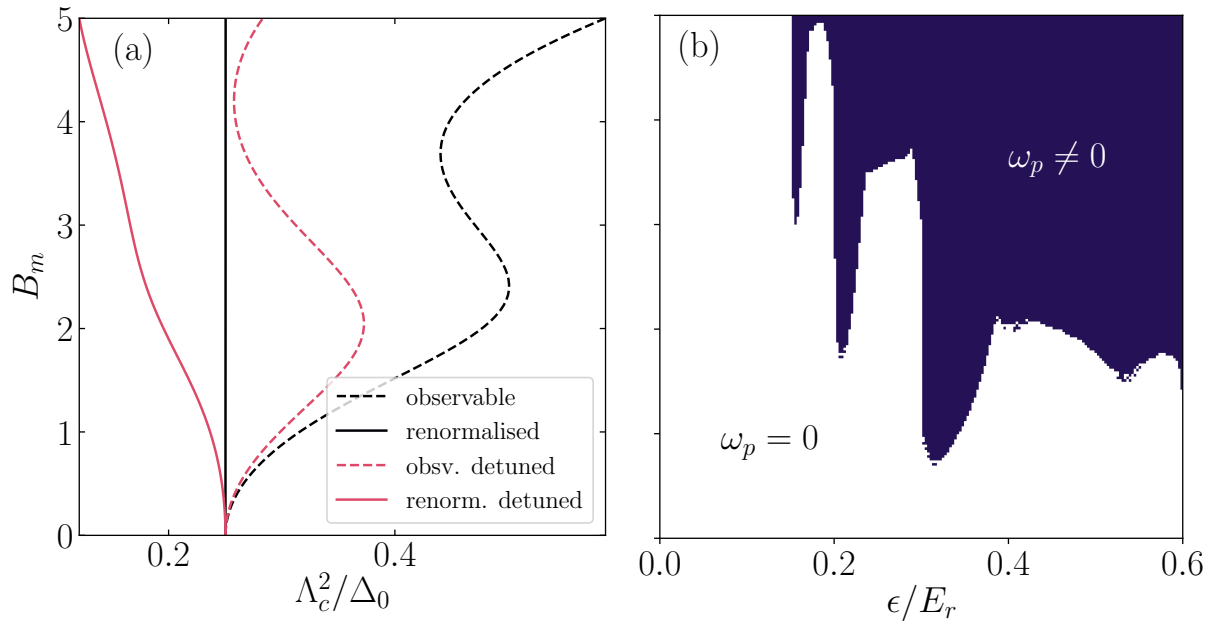 (a)
5
4
3
2
1
0
B_m
0.2
0.4
Λ_c^2/Δ_0
observable
renormalised
obsv. detuned
renorm. detuned
(b)
ω_p ≠ 0
ω_p = 0
0.0
0.2
0.4
0.6
ϵ/E_r